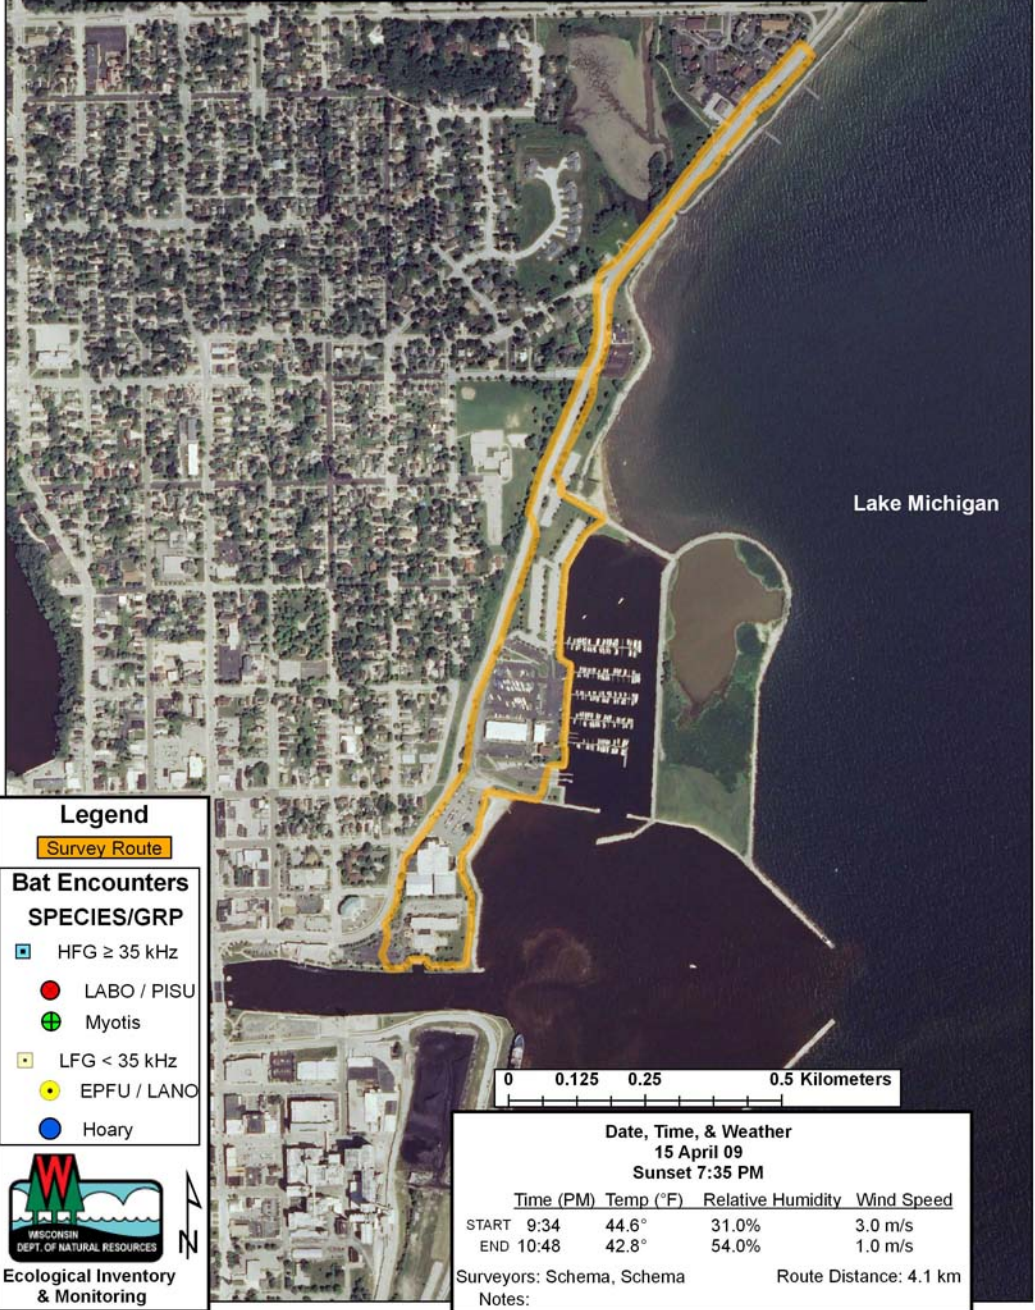 Lake Michigan
Legend
Survey Route
Bat Encounters
SPECIES/GRP
HFG ≥ 35 kHz
LABO / PISU
Myotis
LFG < 35 kHz
EPFU / LANO
Hoary
W
WISCONSIN
DEPT. OF NATURAL RESOURCES
N
Ecological Inventory
& Monitoring
0 0.125 0.25 0.5 Kilometers
Date, Time, & Weather
15 April 09
Sunset 7:35 PM
Time (PM) Temp (°F) Relative Humidity Wind Speed
START 9:34 44.6° 31.0% 3.0 m/s
END 10:48 42.8° 54.0% 1.0 m/s
Surveyors: Schema, Schema Route Distance: 4.1 km
Notes: